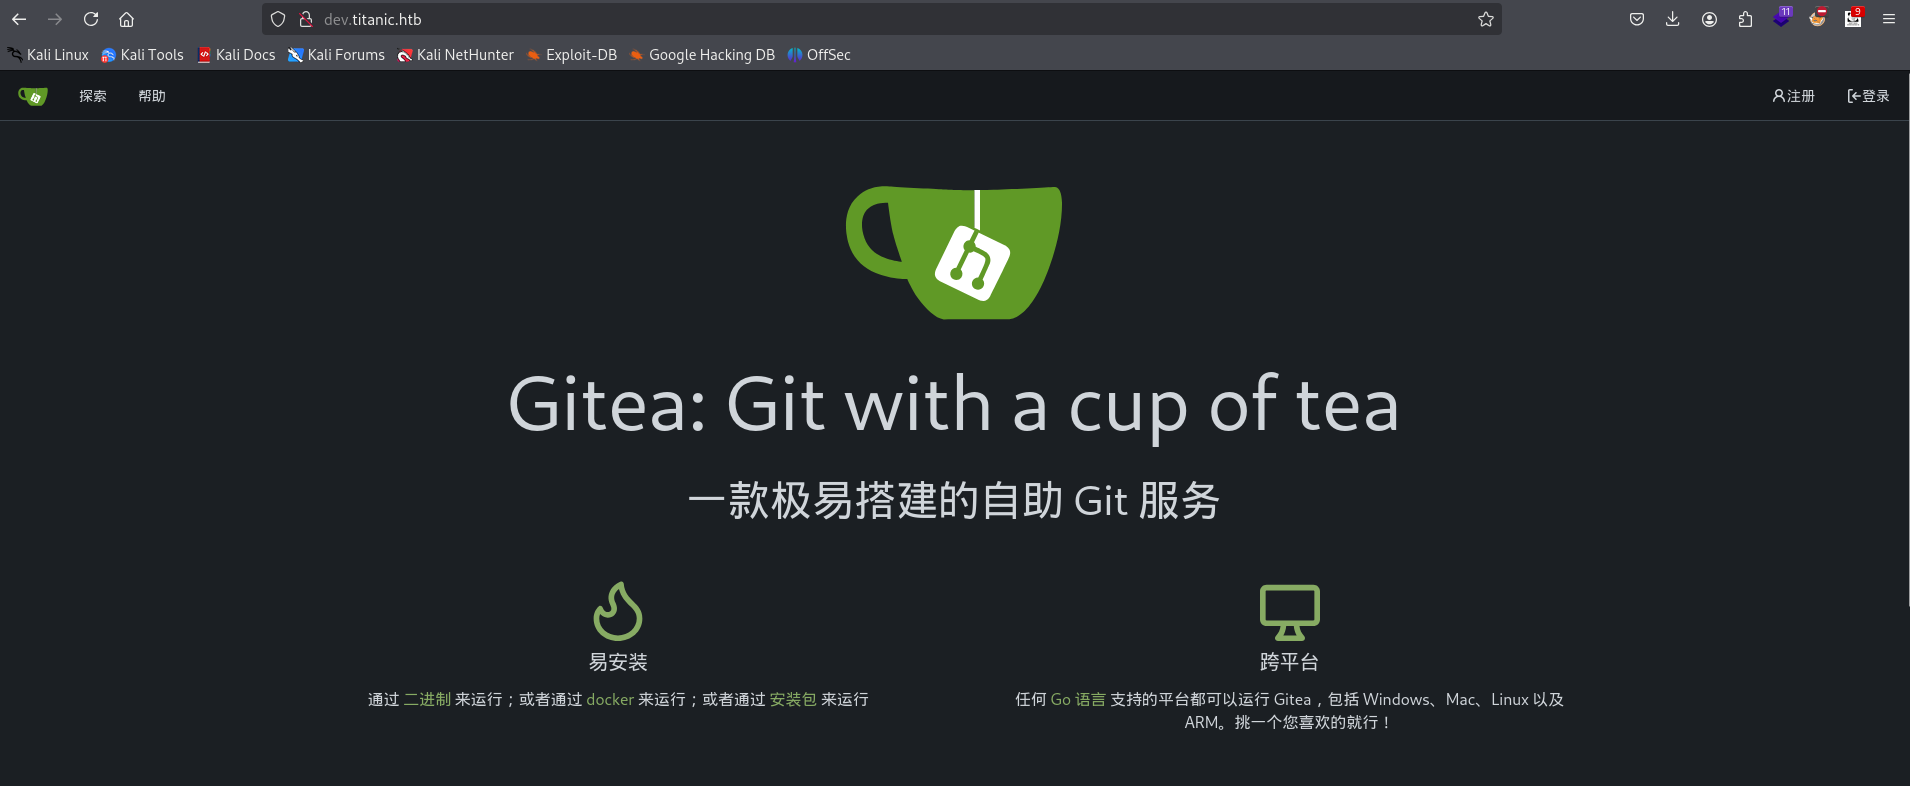 dev.titanic.htb
11
9
Kali Linux Kali Tools Kali Docs Kali Forums Kali NetHunter Exploit-DB Google Hacking DB OffSec
探索 帮助 注册 登录
Gitea: Git with a cup of tea
一款极易搭建的自助 Git 服务
易安装
通过 二进制 来运行；或者通过 docker 来运行；或者通过 安装包 来运行
跨平台
任何 Go 语言 支持的平台都可以运行 Gitea，包括 Windows、Mac、Linux 以及
ARM。挑一个您喜欢的就行！